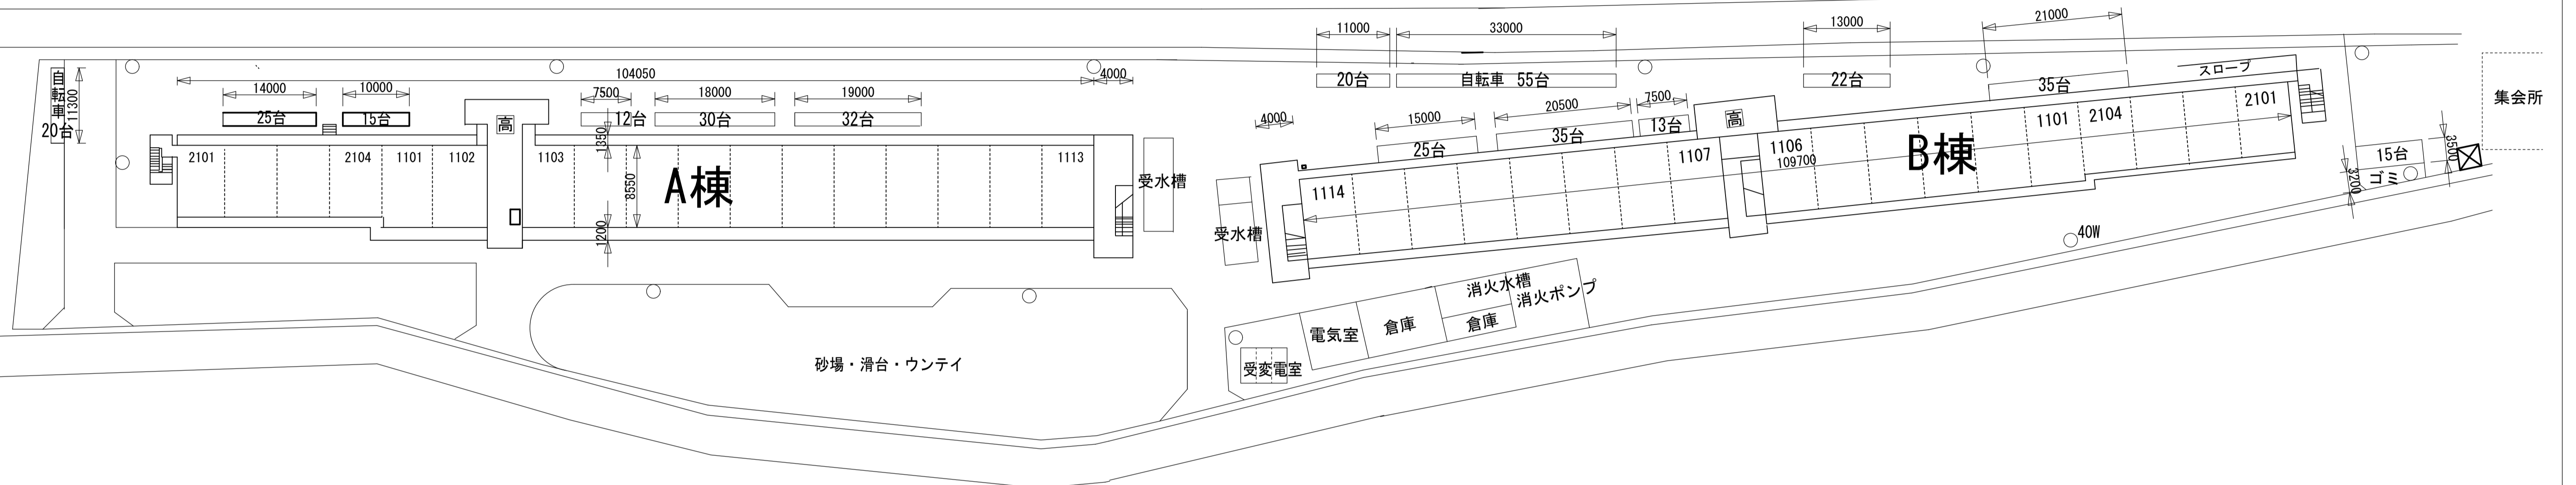 自転車
20台
11300
14000
25台
10000
15台
104050
4000
7500
12台
18000
30台
19000
32台
高
1350
8550
1200
2101
2104
1101
1102
1103
1113
A棟
受水槽
砂場・滑台・ウンテイ
11000
20台
33000
自転車 55台
13000
22台
21000
35台
スロープ
4000
15000
25台
20500
35台
7500
13台
高
受水槽
1114
1107
1106
109700
B棟
1101
2104
2101
集会所
15台
3500
3200
ゴミ
40W
消火水槽
消火ポンプ
倉庫
倉庫
電気室
受変電室